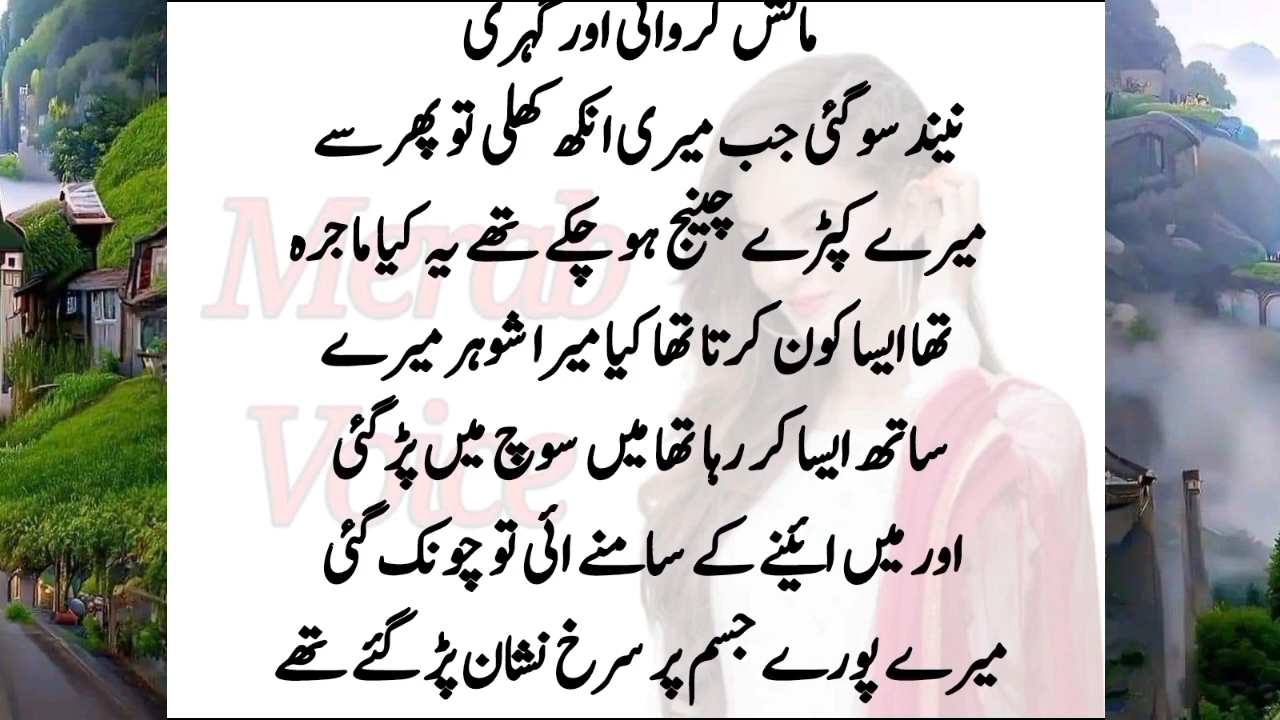 مالش کروائی اور گہری
نیند سو گئی جب میری انکھ کھلی تو پھر سے
میرے کپڑے چینج ہو چکے تھے یہ کیا ماجرہ
تھا ایسا کون کرتا تھا کیا میرا شوہر میرے
ساتھ ایسا کر رہا تھا میں سوچ میں پڑ گئی
اور میں ائینے کے سامنے ائی تو چونک گئی
میرے پورے جسم پر سرخ نشان پڑ گئے تھے
Merab
Voice